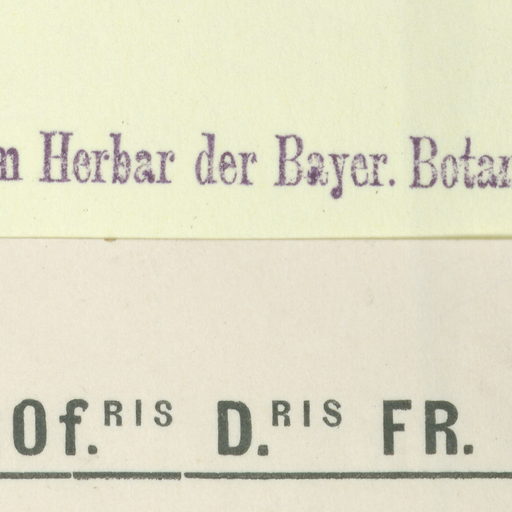 m Herbar der Bayer. Botan
Of.RIS D.RIS FR.